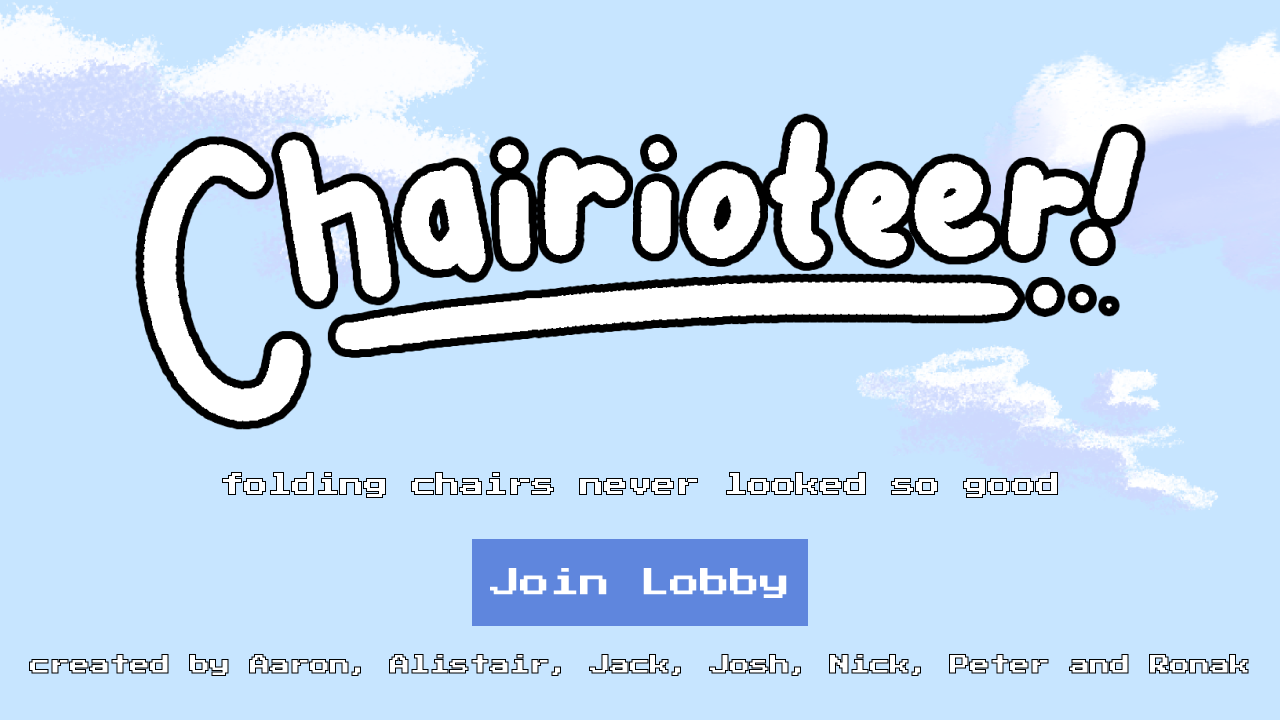 Chairioteer!
folding chairs never looked so good
Join Lobby
created by Aaron, Alistair, Jack, Josh, Nick, Peter and Ronak